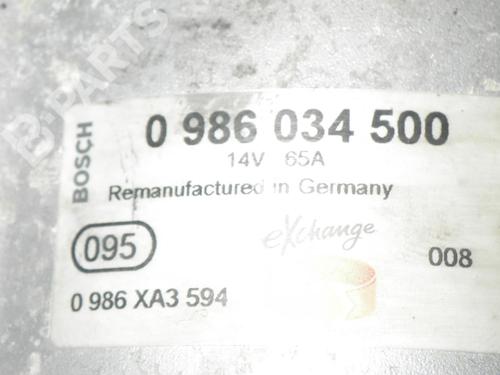 B-PARTS
BOSCH
0 986 034 500
14V 65A
Remanufactured in Germany
eXchange
095
008
0 986 XA3 594